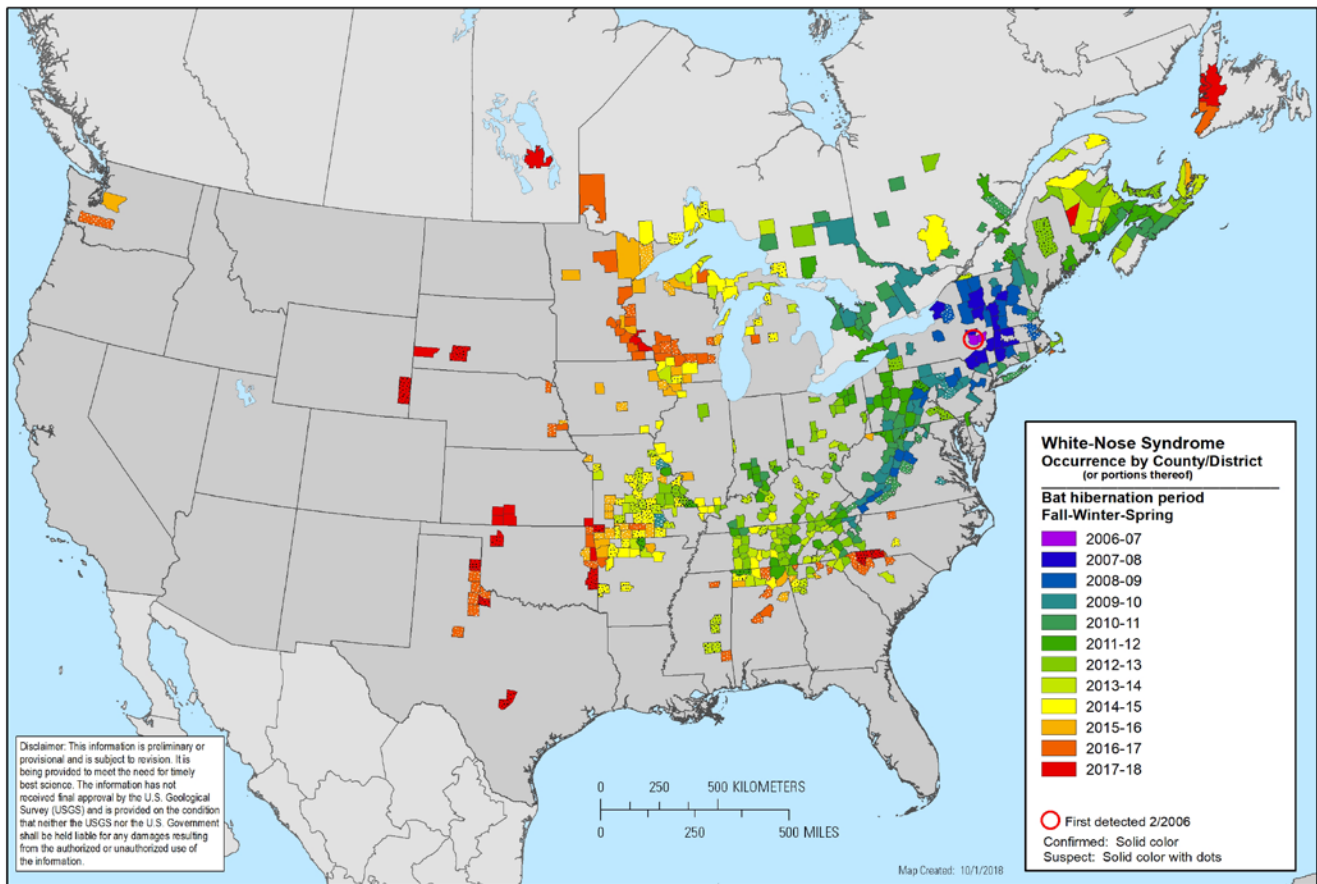 White-Nose Syndrome
Occurrence by County/District
(or portions thereof)
Bat hibernation period
Fall-Winter-Spring
2006-07
2007-08
2008-09
2009-10
2010-11
2011-12
2012-13
2013-14
2014-15
2015-16
2016-17
2017-18
First detected 2/2006
Confirmed: Solid color
Suspect: Solid color with dots
Disclaimer: This information is preliminary or
provisional and is subject to revision. It is
being provided to meet the need for timely
best science. The information has not
received final approval by the U.S. Geological
Survey (USGS) and is provided on the condition
that neither the USGS nor the U.S. Government
shall be held liable for any damages resulting
from the authorized or unauthorized use of
the information.
0 250 500 KILOMETERS
0 250 500 MILES
Map Created: 10/1/2018